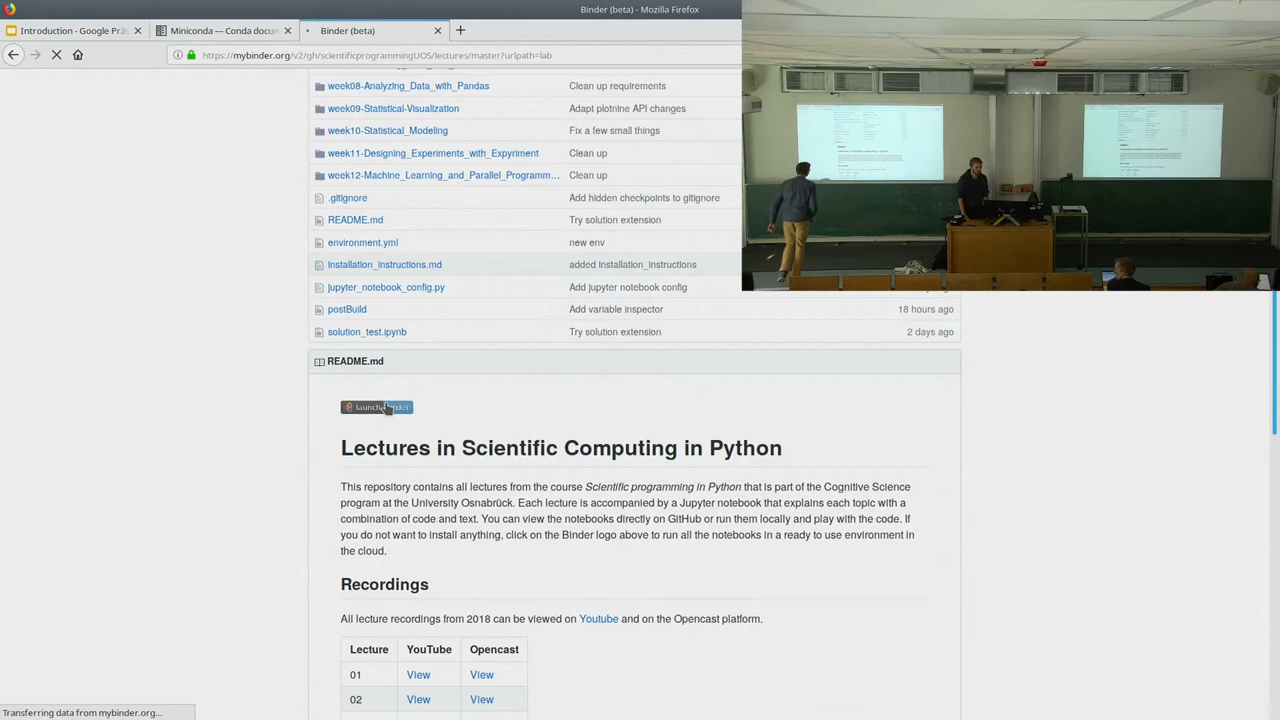 Binder (beta) - Mozilla Firefox
Introduction - Google Prä
Miniconda — Conda docun
Binder (beta)
https://mybinder.org/v2/gh/scientificprogrammingUOS/lectures/master?urlpath=lab
week08-Analyzing_Data_with_Pandas Clean up requirements
week09-Statistical-Visualization Adapt plotnine API changes
week10-Statistical_Modeling Fix a few small things
week11-Designing_Experiments_with_Expyriment Clean up
week12-Machine_Learning_and_Parallel_Programm... Clean up
.gitignore Add hidden checkpoints to gitignore
README.md Try solution extension
environment.yml new env
installation_instructions.md added installation_instructions
jupyter_notebook_config.py Add jupyter notebook config
postBuild Add variable inspector 18 hours ago
solution_test.ipynb Try solution extension 2 days ago
README.md
launch binder
Lectures in Scientific Computing in Python
This repository contains all lectures from the course Scientific programming in Python that is part of the Cognitive Science
program at the University Osnabrück. Each lecture is accompanied by a Jupyter notebook that explains each topic with a
combination of code and text. You can view the notebooks directly on GitHub or run them locally and play with the code. If
you do not want to install anything, click on the Binder logo above to run all the notebooks in a ready to use environment in
the cloud.
Recordings
All lecture recordings from 2018 can be viewed on Youtube and on the Opencast platform.
Lecture YouTube Opencast
01 View View
02 View View
Transferring data from mybinder.org...